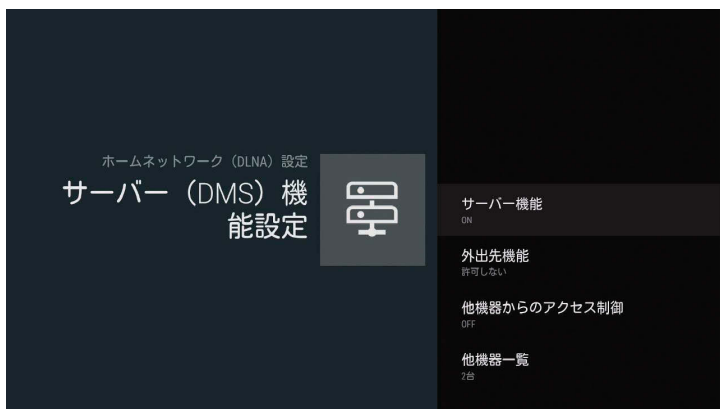 ホームネットワーク（DLNA）設定
サーバー（DMS）機
能設定
サーバー機能
ON
外出先機能
許可しない
他機器からのアクセス制御
OFF
他機器一覧
2台